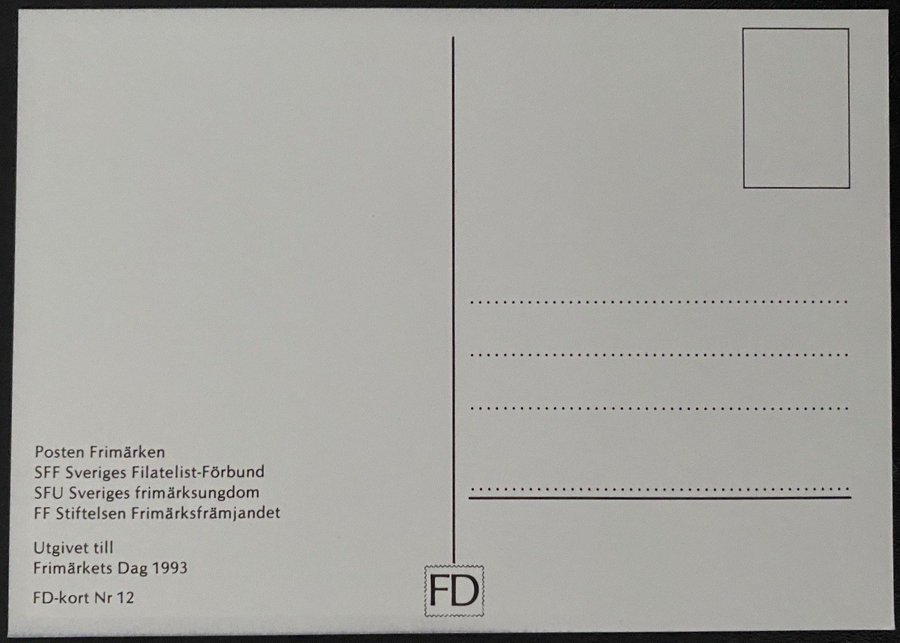 Posten Frimärken
SFF Sveriges Filatelist-Förbund
SFU Sveriges frimärksungdom
FF Stiftelsen Frimärksfrämjandet
Utgivet till
Frimärkets Dag 1993
FD-kort Nr 12
FD